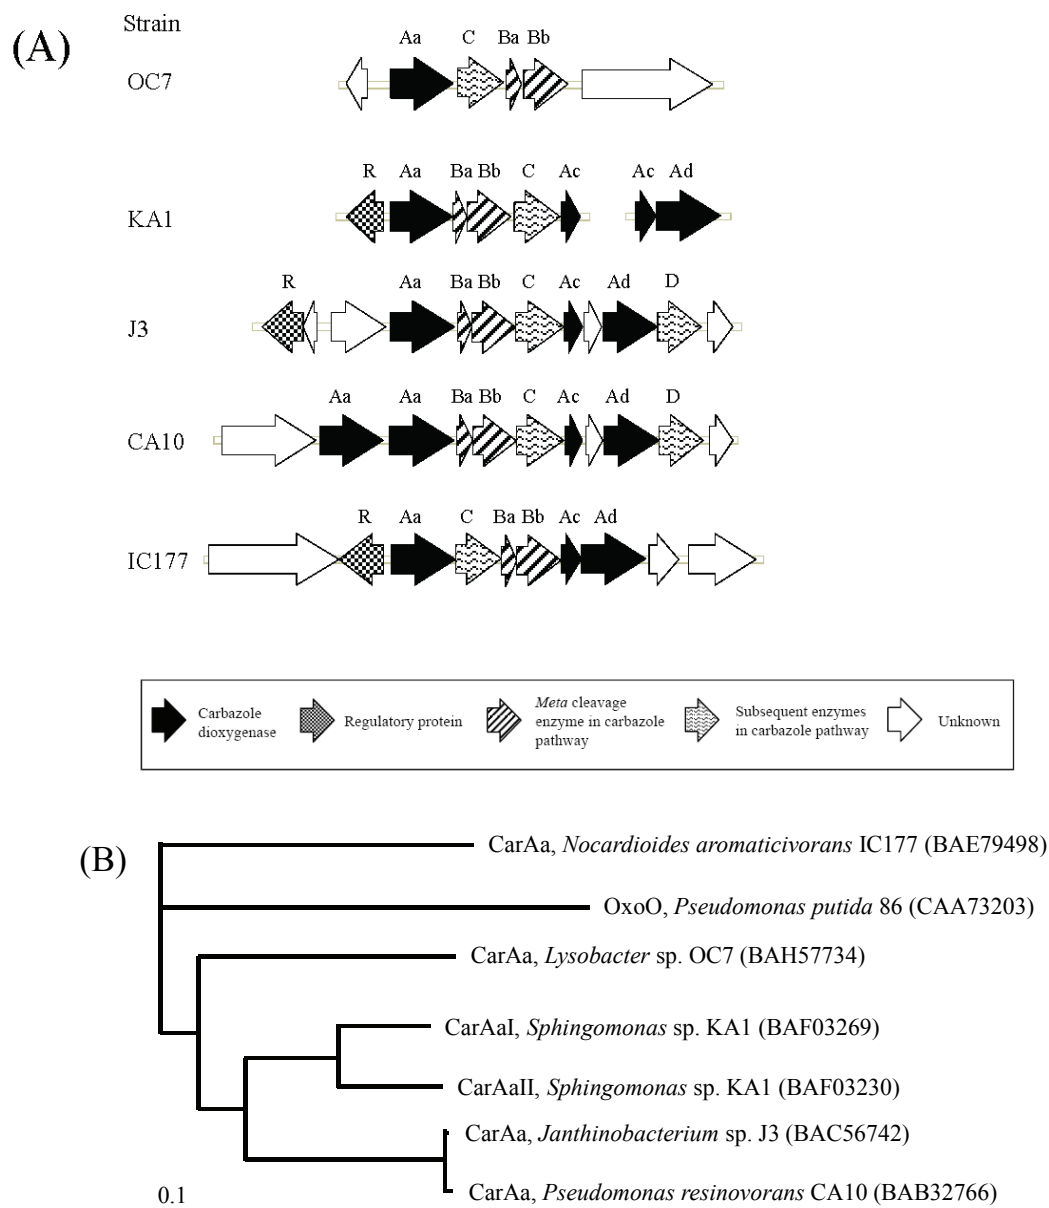 (A)
Strain
Aa C Ba Bb
OC7
R Aa Ba Bb C Ac Ac Ad
KA1
R Aa Ba Bb C Ac Ad D
J3
Aa Aa Ba Bb C Ac Ad D
CA10
R Aa C Ba Bb Ac Ad
IC177
Carbazole
dioxygenase
Regulatory protein
Meta cleavage
enzyme in carbazole
pathway
Subsequent enzymes
in carbazole pathway
Unknown
(B)
CarAa, Nocardioides aromaticivorans IC177 (BAE79498)
OxoO, Pseudomonas putida 86 (CAA73203)
CarAa, Lysobacter sp. OC7 (BAH57734)
CarAaI, Sphingomonas sp. KA1 (BAF03269)
CarAaII, Sphingomonas sp. KA1 (BAF03230)
CarAa, Janthinobacterium sp. J3 (BAC56742)
CarAa, Pseudomonas resinovorans CA10 (BAB32766)
0.1